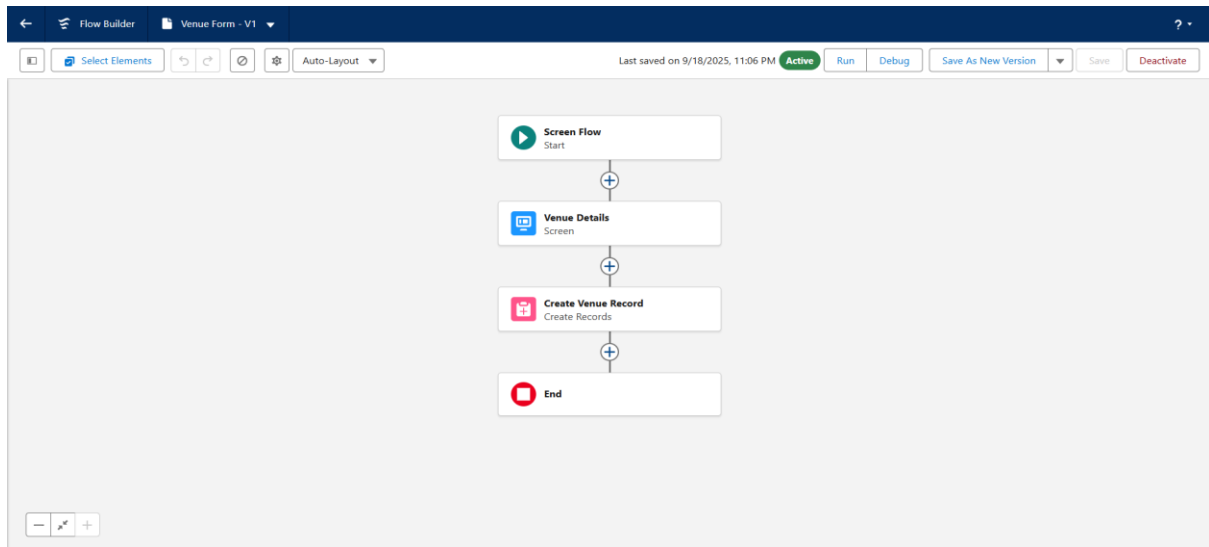 Flow Builder Venue Form - V1 ?
Select Elements Auto-Layout Last saved on 9/18/2025, 11:06 PM Active Run Debug Save As New Version Save Deactivate
Screen Flow
Start
Venue Details
Screen
Create Venue Record
Create Records
End